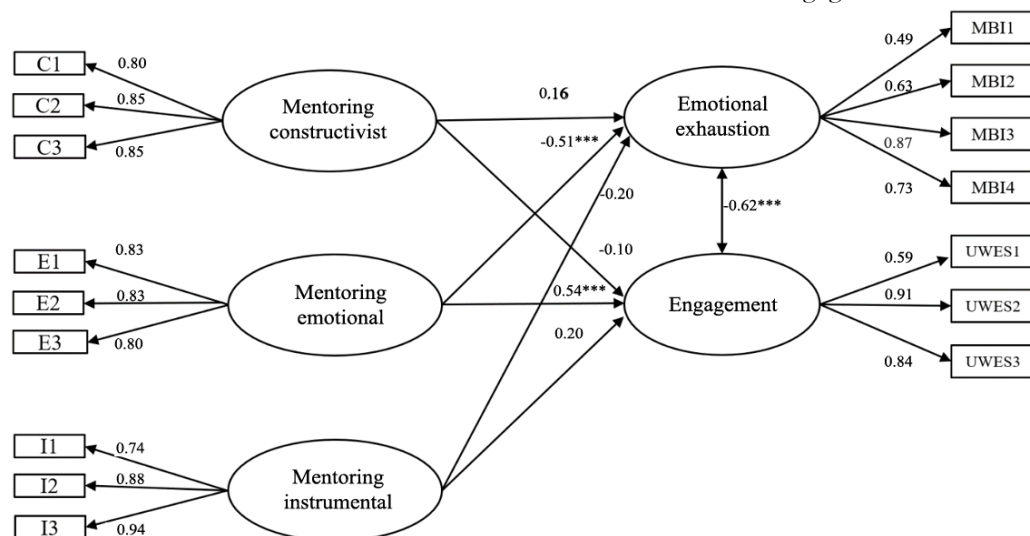 MBI1
0.49
C1
0.80
Mentoring
constructivist
0.16
Emotional
exhaustion
MBI2
0.63
C2
0.85
C3
0.85
-0.51***
MBI3
0.87
MBI4
0.73
-0.20
-0.62***
E1
0.83
-0.10
0.59
UWES1
E2
0.83
Mentoring
emotional
0.54***
Engagement
0.91
UWES2
E3
0.80
0.20
0.84
UWES3
I1
0.74
I2
0.88
Mentoring
instrumental
I3
0.94